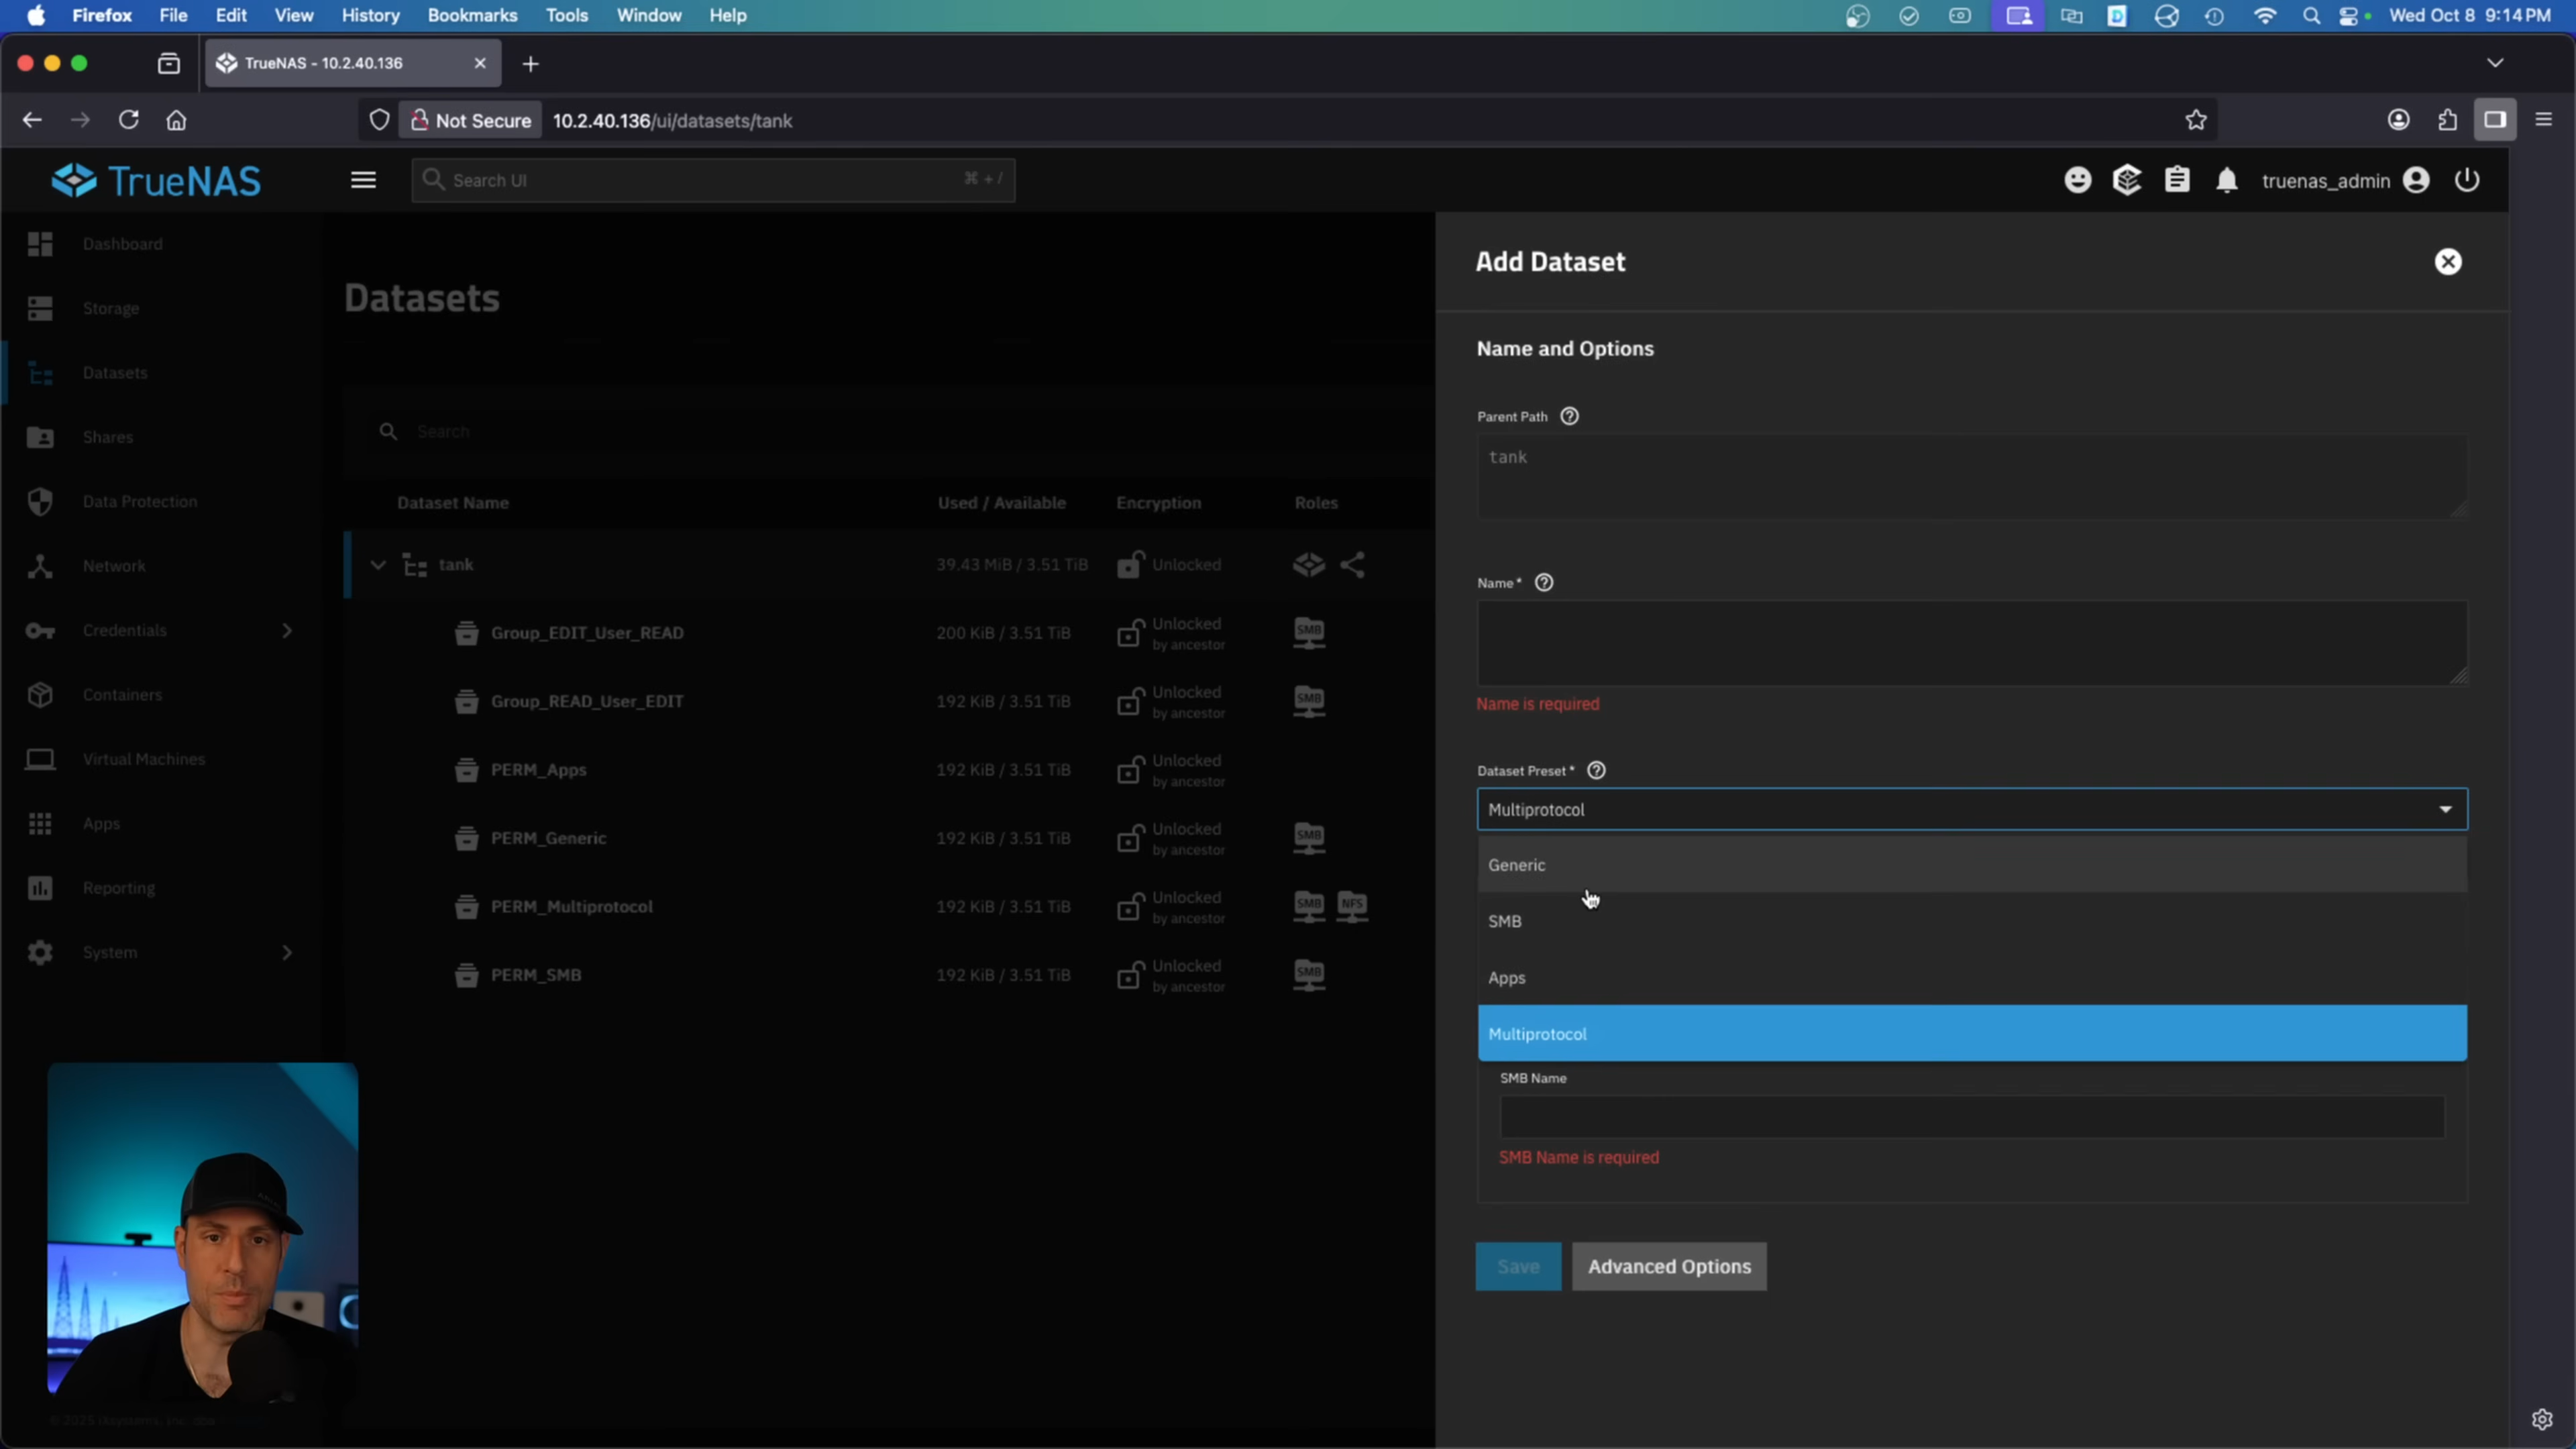 Firefox File Edit View History Bookmarks Tools Window Help
Wed Oct 8 9:14 PM
TrueNAS - 10.2.40.136
Not Secure 10.2.40.136/ui/datasets/tank
TrueNAS
Search UI ⌘ + /
truenas_admin
Dashboard
Storage
Datasets
Shares
Data Protection
Network
Credentials
Containers
Virtual Machines
Apps
Reporting
System
Datasets
Search
Dataset Name Used / Available Encryption Roles
tank 39.43 MiB / 3.51 TiB Unlocked
Group_EDIT_User_READ 200 KiB / 3.51 TiB Unlocked by ancestor SMB
Group_READ_User_EDIT 192 KiB / 3.51 TiB Unlocked by ancestor SMB
PERM_Apps 192 KiB / 3.51 TiB Unlocked by ancestor
PERM_Generic 192 KiB / 3.51 TiB Unlocked by ancestor SMB
PERM_Multiprotocol 192 KiB / 3.51 TiB Unlocked by ancestor SMB NFS
PERM_SMB 192 KiB / 3.51 TiB Unlocked by ancestor SMB
Add Dataset
Name and Options
Parent Path
tank
Name *
Name is required
Dataset Preset *
Multiprotocol
Generic
SMB
Apps
Multiprotocol
SMB Name
SMB Name is required
Save Advanced Options